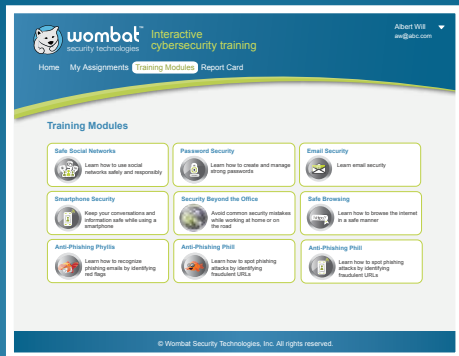 wombat™
security technologies
Interactive
cybersecurity training
Albert Will
aw@abc.com
Home My Assignments Training Modules Report Card
Training Modules
Safe Social Networks
Learn how to use social
networks safely and responsibly
Password Security
Learn how to create and manage
strong passwords
Email Security
Learn email security
Smartphone Security
Keep your conversations and
information safe while using a
smartphone
Security Beyond the Office
Avoid common security mistakes
while working at home or on
the road
Safe Browsing
Learn how to browse the internet
in a safe manner
Anti-Phishing Phyllis
Learn how to recognize
phishing emails by identifying
red flags
Anti-Phishing Phill
Learn how to spot phishing
attacks by identifying
fraudulent URLs
Anti-Phishing Phill
Learn how to spot phishing
attacks by identifying
fraudulent URLs
© Wombat Security Technologies, Inc. All rights reserved.